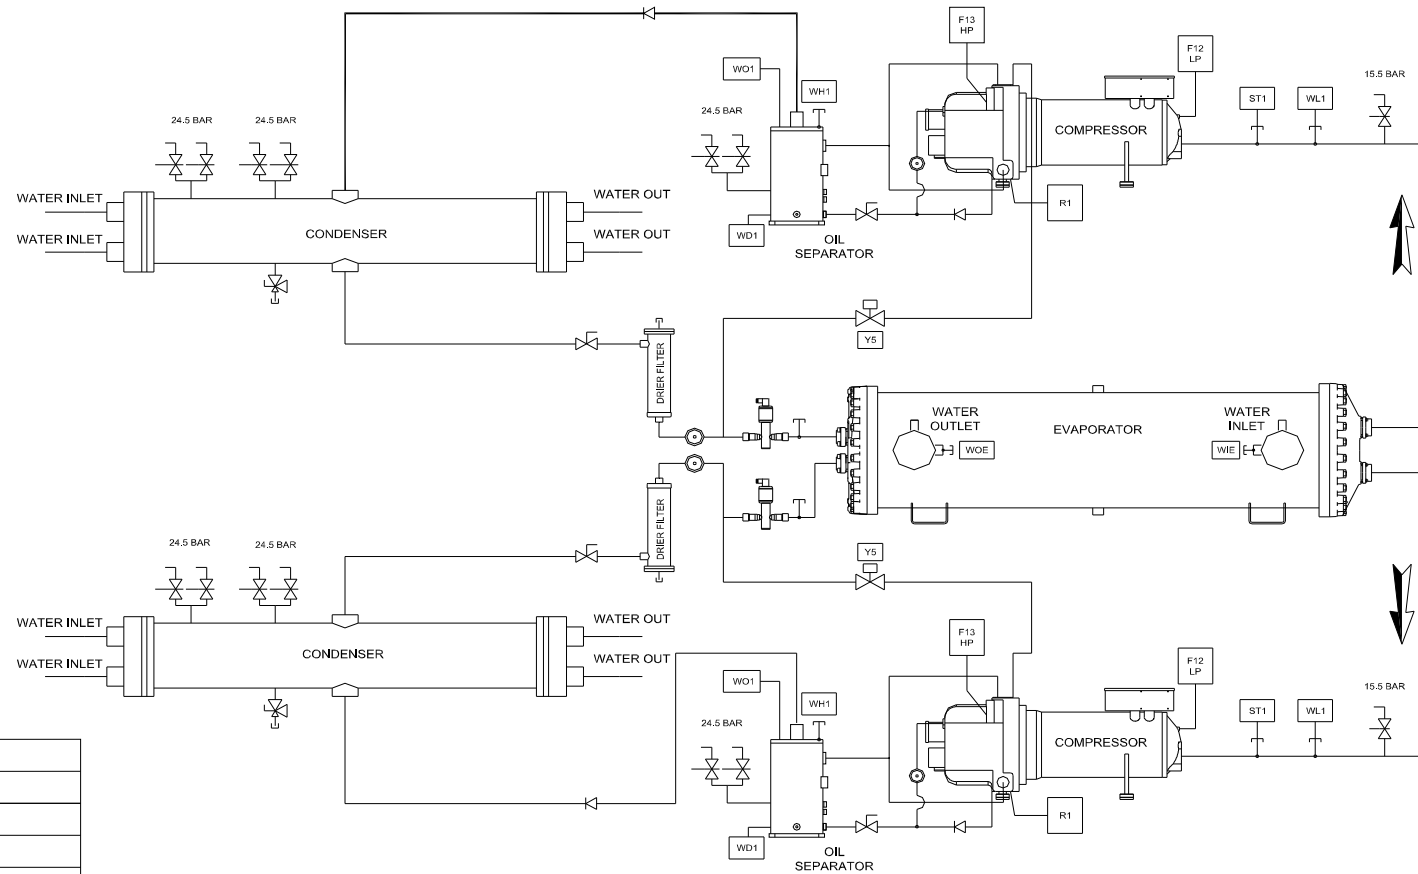 F13
HP
F12
LP
WO1
WH1
15.5 BAR
24.5 BAR
24.5 BAR
24.5 BAR
ST1
WL1
COMPRESSOR
WATER INLET
WATER OUT
R1
CONDENSER
WATER INLET
WATER OUT
WD1
OIL
SEPARATOR
Y5
DRIER FILTER
WATER
OUTLET
WATER
INLET
EVAPORATOR
WOE
WIE
DRIER FILTER
24.5 BAR
24.5 BAR
Y5
WATER INLET
WATER OUT
F13
HP
CONDENSER
WATER INLET
WATER OUT
F12
LP
WO1
WH1
15.5 BAR
24.5 BAR
ST1
WL1
COMPRESSOR
R1
WD1
OIL
SEPARATOR